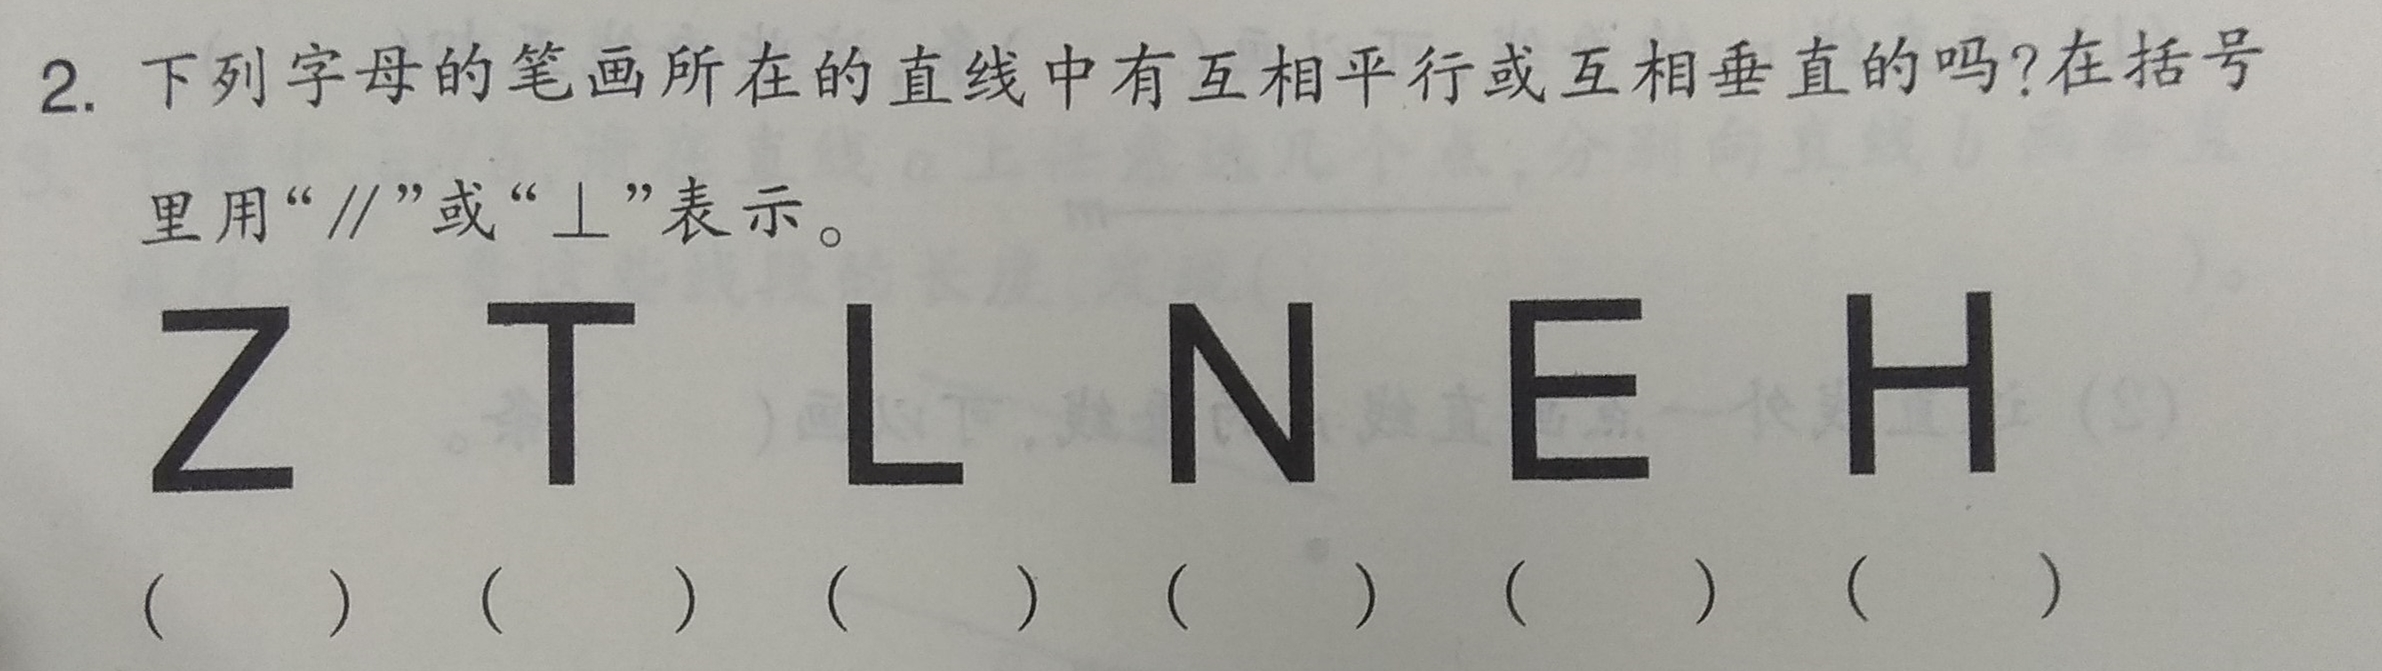 2. 下列字母的笔画所在的直线中有互相平行或互相垂直的吗?在括号
里用“//”或“⊥”表示。
Z T L N E H
( ) ( ) ( ) ( ) ( ) ( )